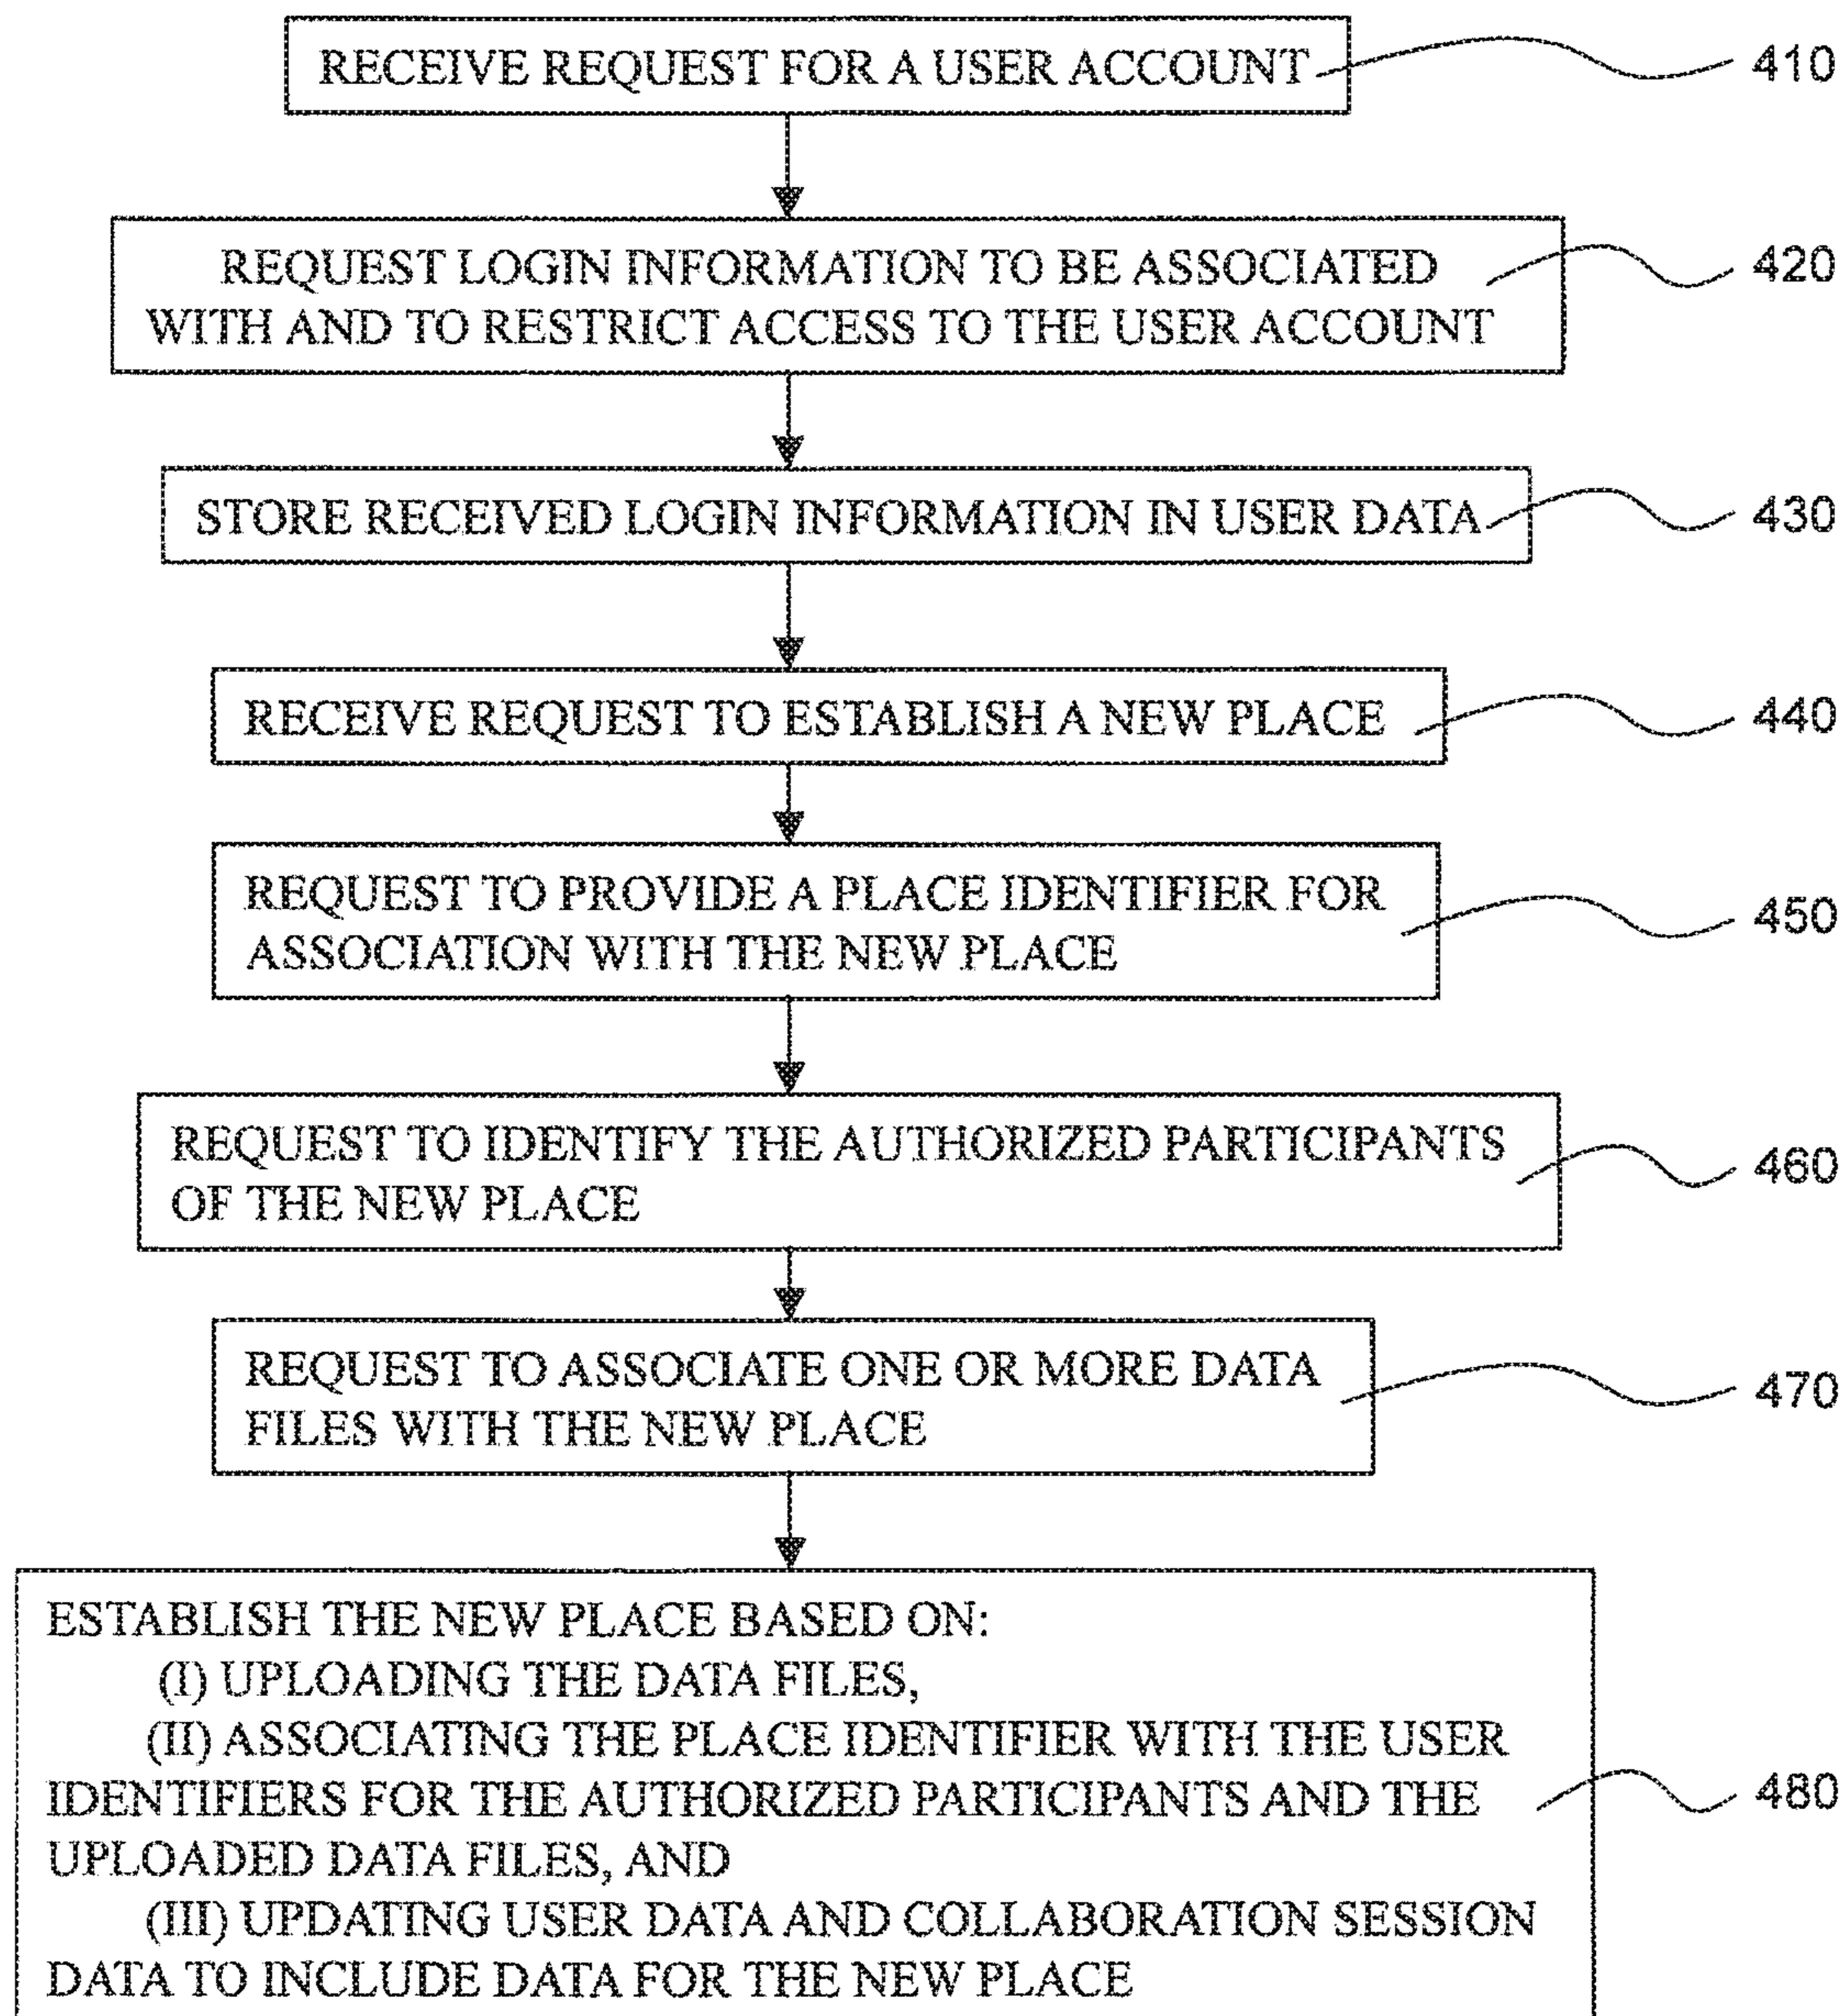 RECEIVE REQUEST FOR A USER ACCOUNT
410
REQUEST LOGIN INFORMATION TO BE ASSOCIATED
WITH AND TO RESTRICT ACCESS TO THE USER ACCOUNT
420
STORE RECEIVED LOGIN INFORMATION IN USER DATA
430
RECEIVE REQUEST TO ESTABLISH A NEW PLACE
440
REQUEST TO PROVIDE A PLACE IDENTIFIER FOR
ASSOCIATION WITH THE NEW PLACE
450
REQUEST TO IDENTIFY THE AUTHORIZED PARTICIPANTS
OF THE NEW PLACE
460
REQUEST TO ASSOCIATE ONE OR MORE DATA
FILES WITH THE NEW PLACE
470
ESTABLISH THE NEW PLACE BASED ON:
(I) UPLOADING THE DATA FILES,
(II) ASSOCIATING THE PLACE IDENTIFIER WITH THE USER
IDENTIFIERS FOR THE AUTHORIZED PARTICIPANTS AND THE
UPLOADED DATA FILES, AND
(III) UPDATING USER DATA AND COLLABORATION SESSION
DATA TO INCLUDE DATA FOR THE NEW PLACE
480